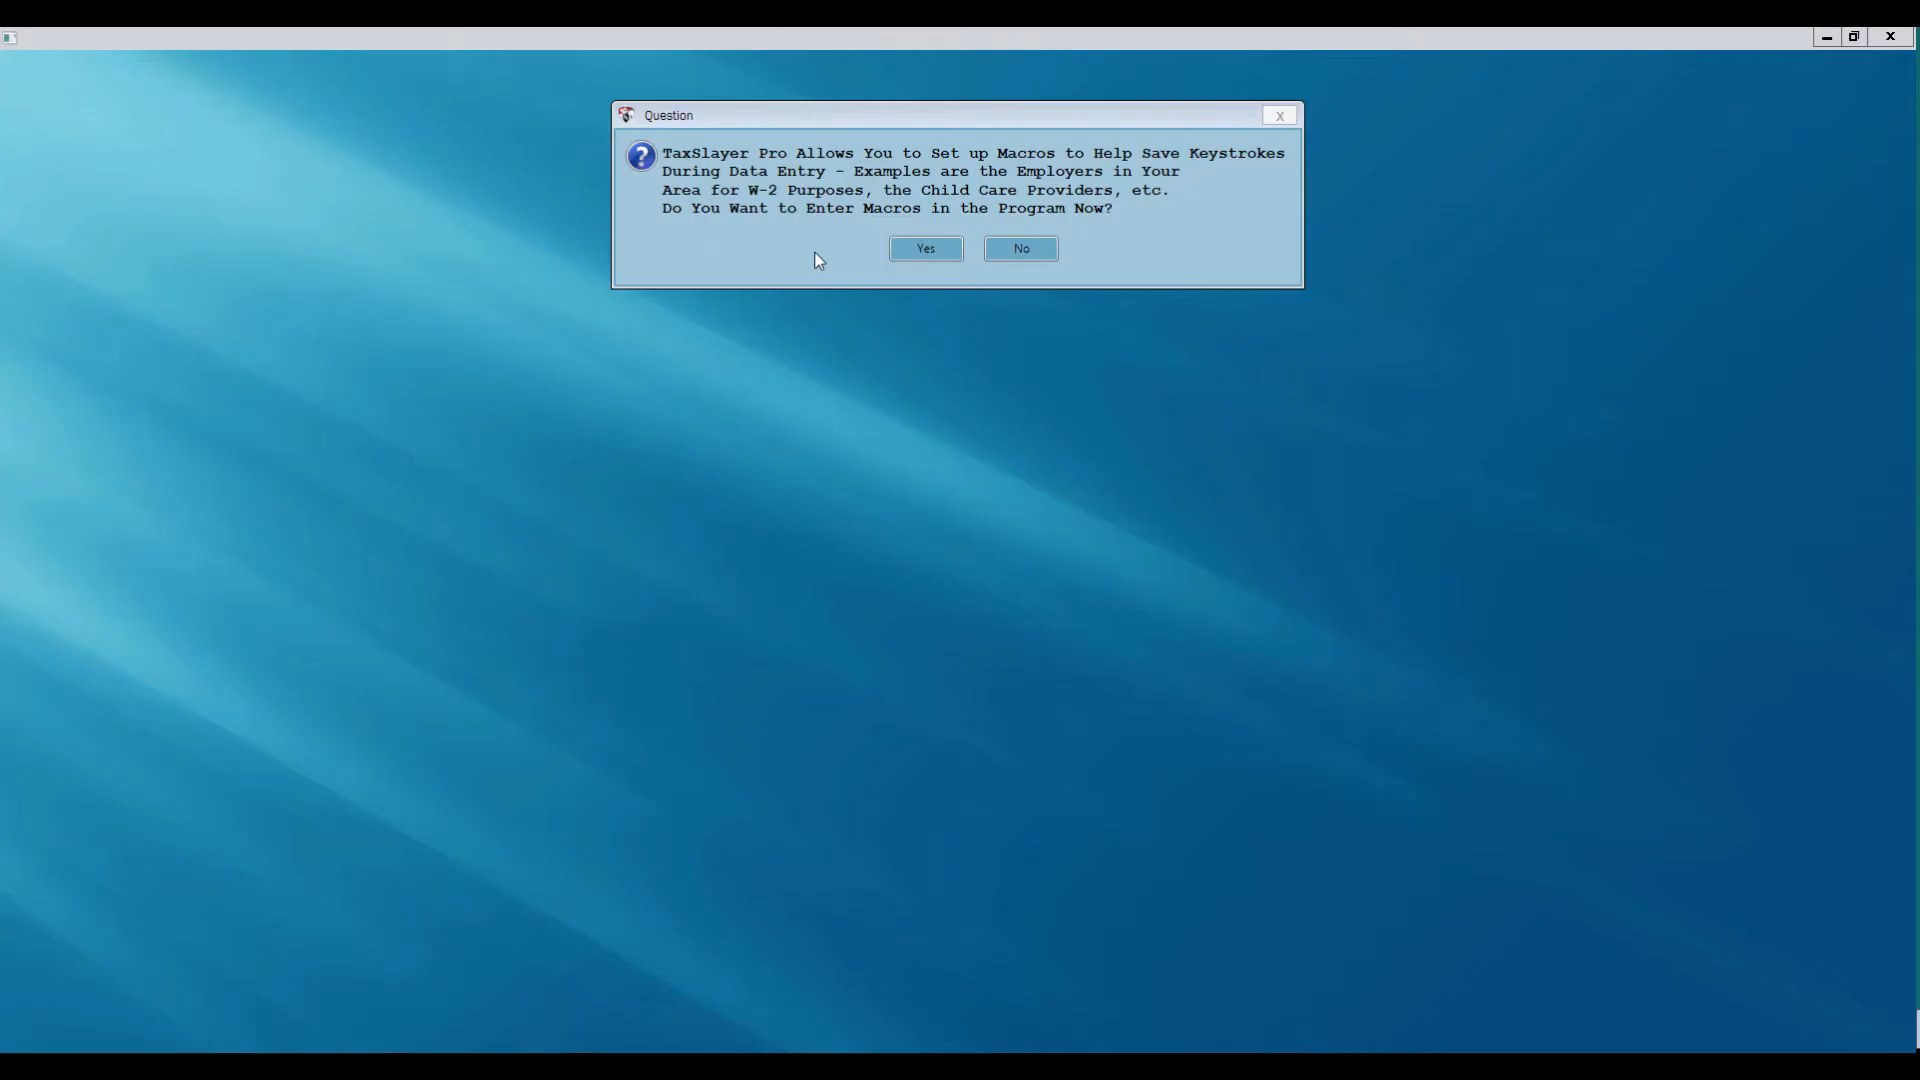 Question
TaxSlayer Pro Allows You to Set up Macros to Help Save Keystrokes
During Data Entry - Examples are the Employers in Your
Area for W-2 Purposes, the Child Care Providers, etc.
Do You Want to Enter Macros in the Program Now?
Yes No